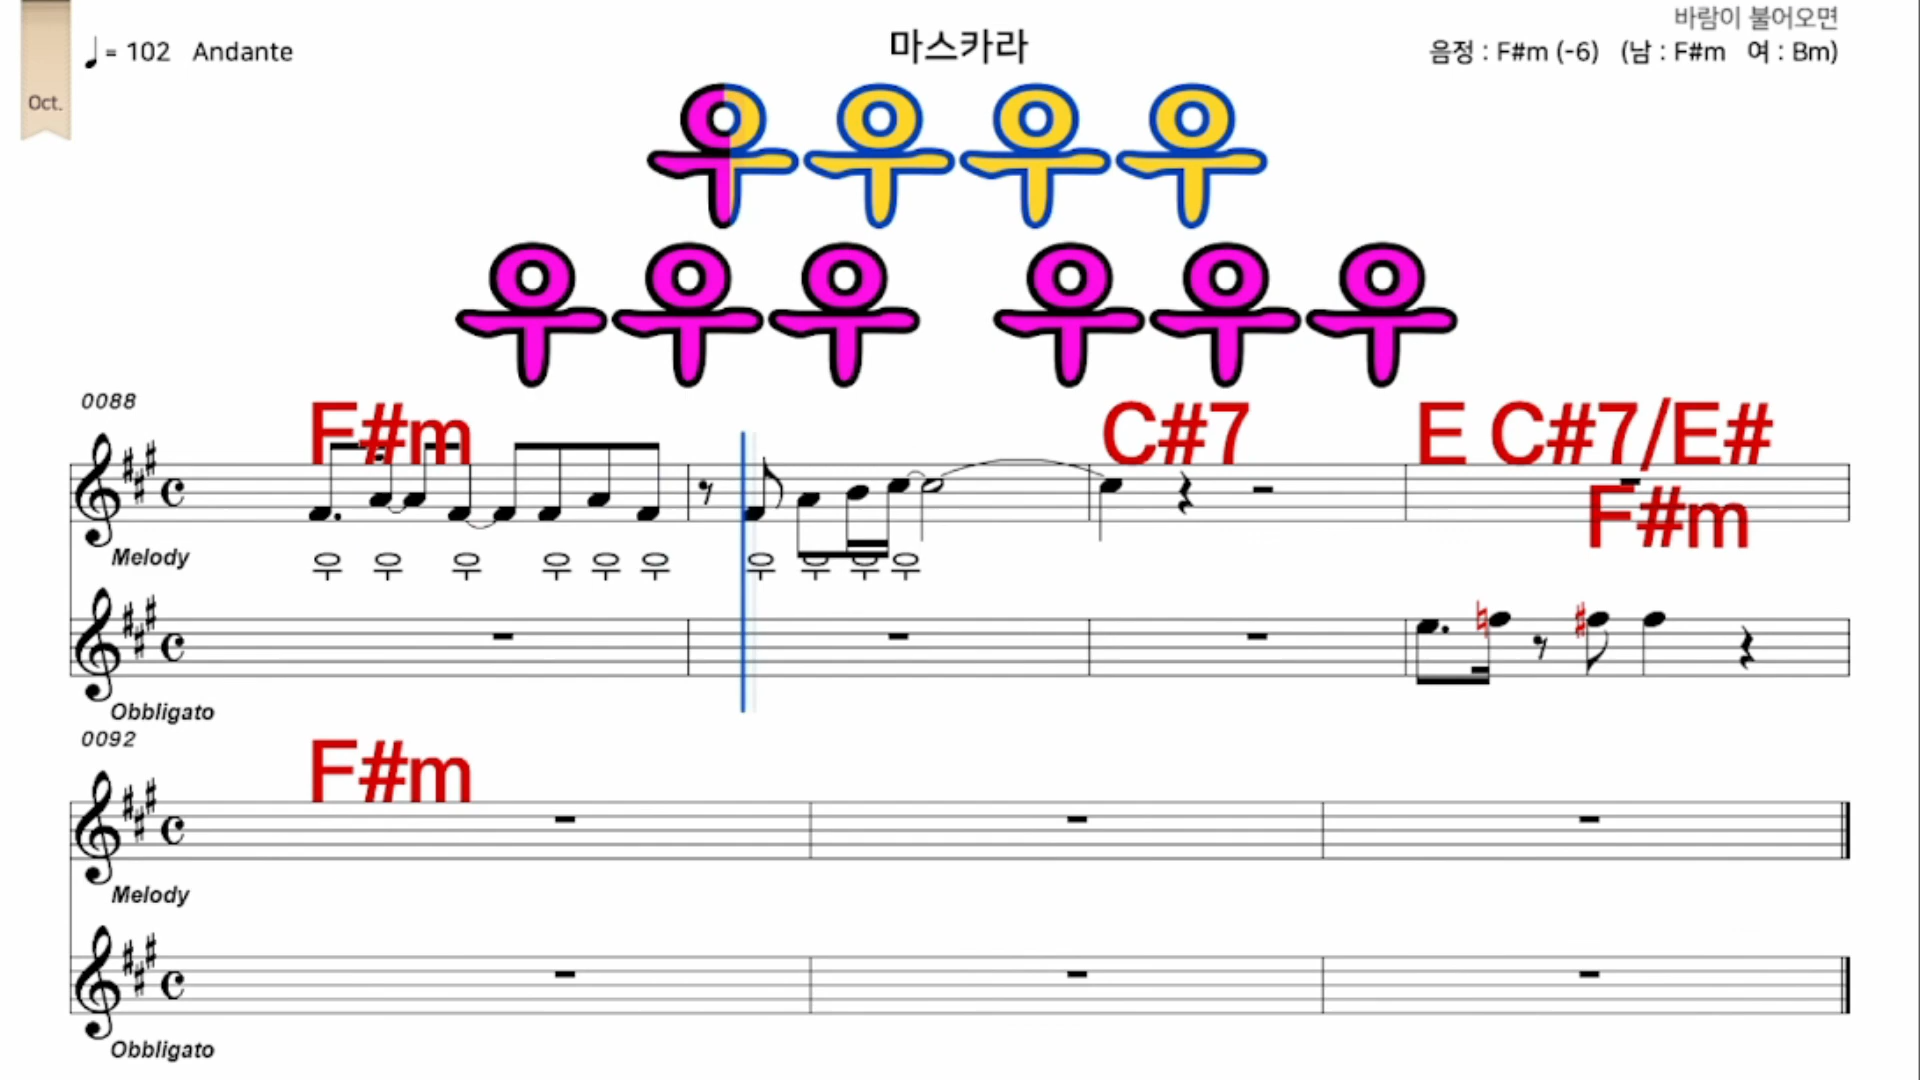 바람이 불어오면
♩= 102 Andante
마스카라
음정 : F#m (-6) (남 : F#m 여 : Bm)
Oct.
우우우우
우우우 우우우
0088
F#m C#7 E C#7/E#
F#m
Melody
우 우 우 우 우 우 우 우 우 우
Obbligato
0092
F#m
Melody
Obbligato